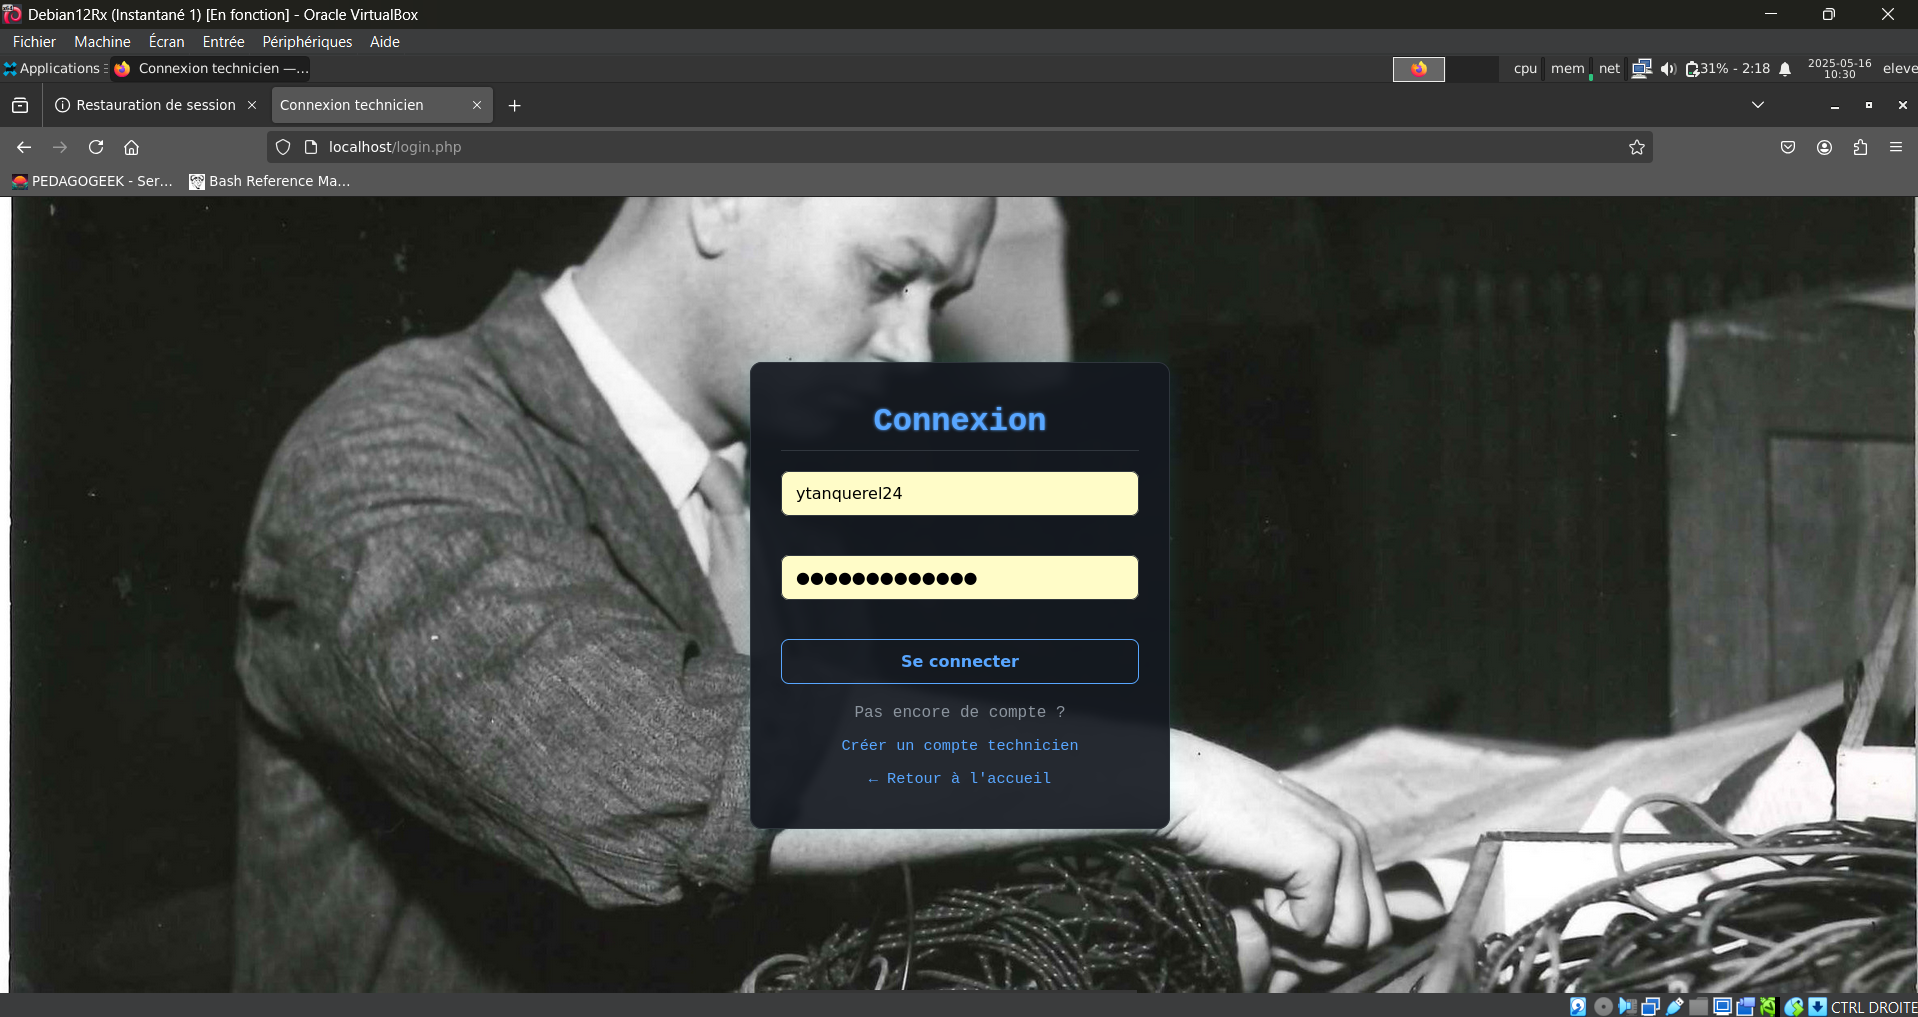 Debian12Rx (Instantané 1) [En fonction] - Oracle VirtualBox
Fichier Machine Écran Entrée Périphériques Aide
Applications Connexion technicien —... cpu mem net 31% - 2:18 2025-05-16 10:30 eleve
Restauration de session Connexion technicien
localhost/login.php
PEDAGOGEEK - Ser... Bash Reference Ma...
Connexion
ytanquerel24
●●●●●●●●●●●●●
Se connecter
Pas encore de compte ?
Créer un compte technicien
← Retour à l'accueil
CTRL DROITE